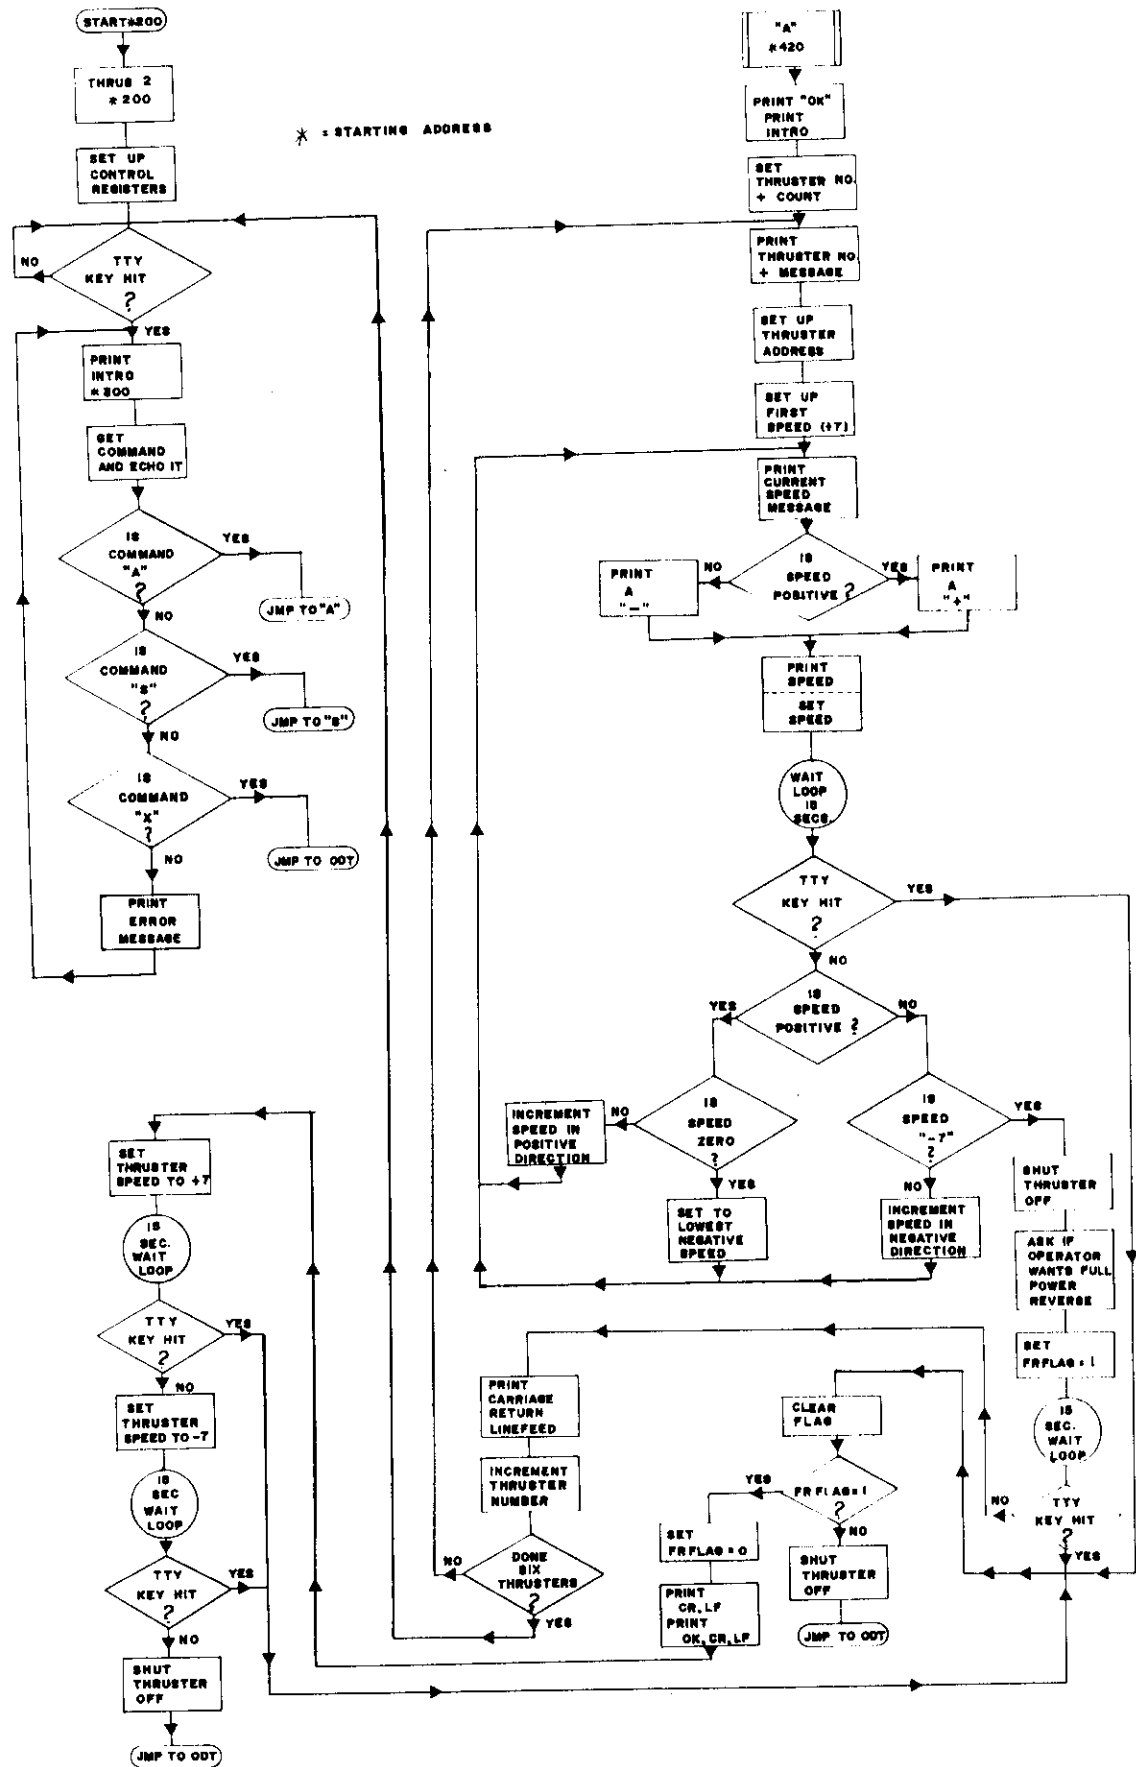 START*200
THRUS 2
*200
SET UP
CONTROL
REGISTERS
* = STARTING ADDRESS
TTY
KEY HIT
?
NO
YES
PRINT
INTRO
*300
GET
COMMAND
AND ECHO IT
IS
COMMAND
"A"
?
YES
JMP TO "A"
NO
IS
COMMAND
"S"
?
YES
JMP TO "S"
NO
IS
COMMAND
"X"
?
YES
JMP TO ODT
NO
PRINT
ERROR
MESSAGE
"A"
*420
PRINT "OK"
PRINT
INTRO
SET
THRUSTER NO.
+ COUNT
PRINT
THRUSTER NO.
+ MESSAGE
SET UP
THRUSTER
ADDRESS
SET UP
FIRST
SPEED (+7)
PRINT
CURRENT
SPEED
MESSAGE
IS
SPEED
POSITIVE ?
NO
YES
PRINT
A
"—"
PRINT
A
"+"
PRINT
SPEED
SET
SPEED
WAIT
LOOP
15
SECS.
TTY
KEY HIT
?
YES
NO
IS
SPEED
POSITIVE ?
YES
NO
IS
SPEED
ZERO
?
NO
YES
INCREMENT
SPEED IN
POSITIVE
DIRECTION
SET TO
LOWEST
NEGATIVE
SPEED
IS
SPEED
"-7"
?
YES
NO
INCREMENT
SPEED IN
NEGATIVE
DIRECTION
SHUT
THRUSTER
OFF
ASK IF
OPERATOR
WANTS FULL
POWER
REVERSE
SET
FRFLAG = 1
15
SEC.
WAIT
LOOP
TTY
KEY HIT
?
NO
YES
SET
THRUSTER
SPEED TO +7
15
SEC.
WAIT
LOOP
TTY
KEY HIT
?
YES
NO
SET
THRUSTER
SPEED TO -7
15
SEC
WAIT
LOOP
TTY
KEY HIT
?
YES
NO
SHUT
THRUSTER
OFF
JMP TO ODT
PRINT
CARRIAGE
RETURN
LINEFEED
INCREMENT
THRUSTER
NUMBER
DONE
SIX
THRUSTERS
?
NO
YES
CLEAR
FLAG
FRFLAG=1
?
YES
NO
SET
FRFLAG = 0
PRINT
CR, LF
PRINT
OK, CR, LF
SHUT
THRUSTER
OFF
JMP TO ODT